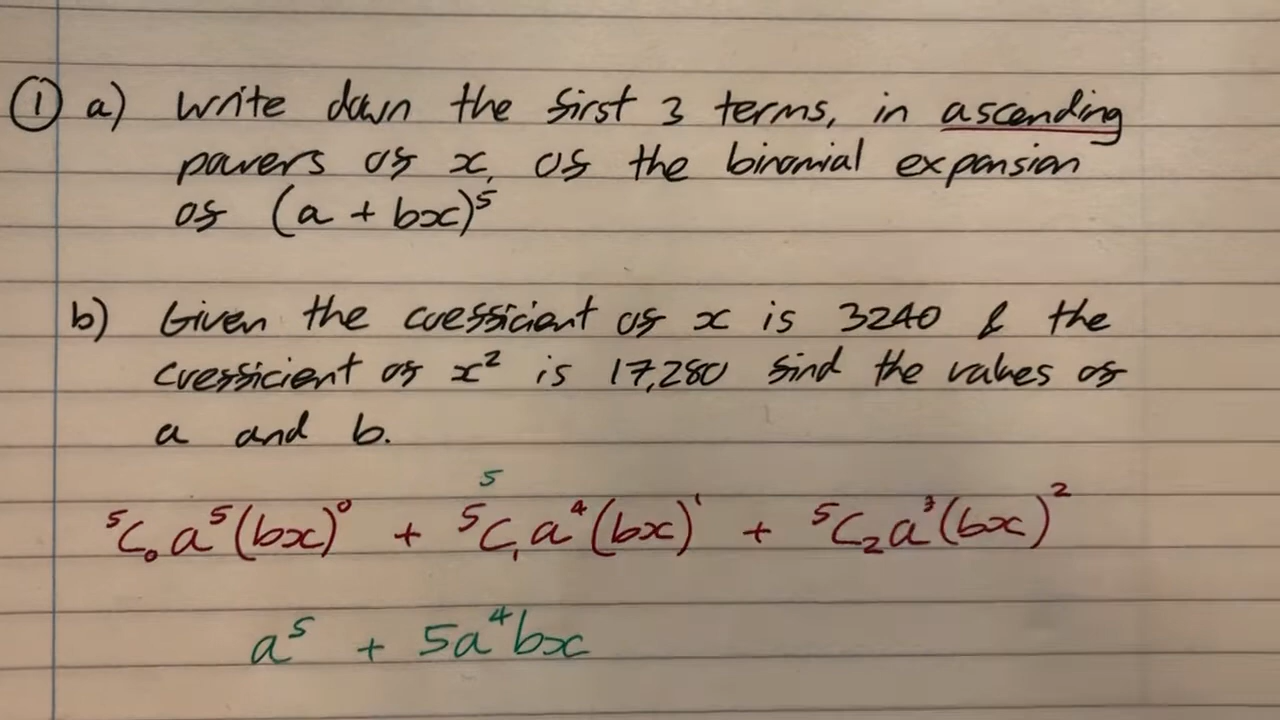 ① a) Write down the first 3 terms, in ascending
powers of x, of the binomial expansion
of (a + bx)⁵
b) Given the coefficient of x is 3240 & the
coefficient of x² is 17,280 find the values of
a and b.
5
⁵C₀a⁵(bx)⁰ + ⁵C₁a⁴(bx)¹ + ⁵C₂a³(bx)²
a⁵ + 5a⁴bx